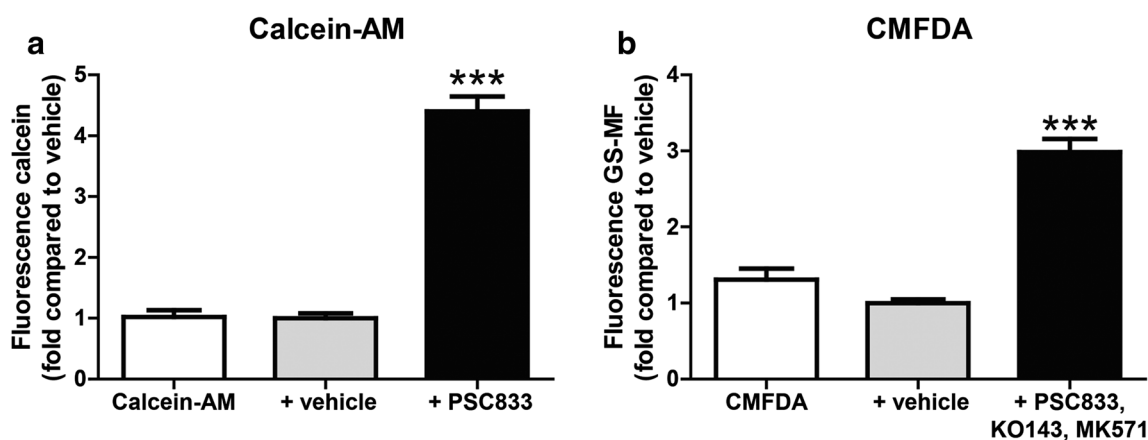 a
Calcein-AM
Fluorescence calcein
(fold compared to vehicle)
5
4
3
2
1
0
***
Calcein-AM
+ vehicle
+ PSC833
b
CMFDA
Fluorescence GS-MF
(fold compared to vehicle)
4
3
2
1
0
***
CMFDA
+ vehicle
+ PSC833,
KO143, MK571